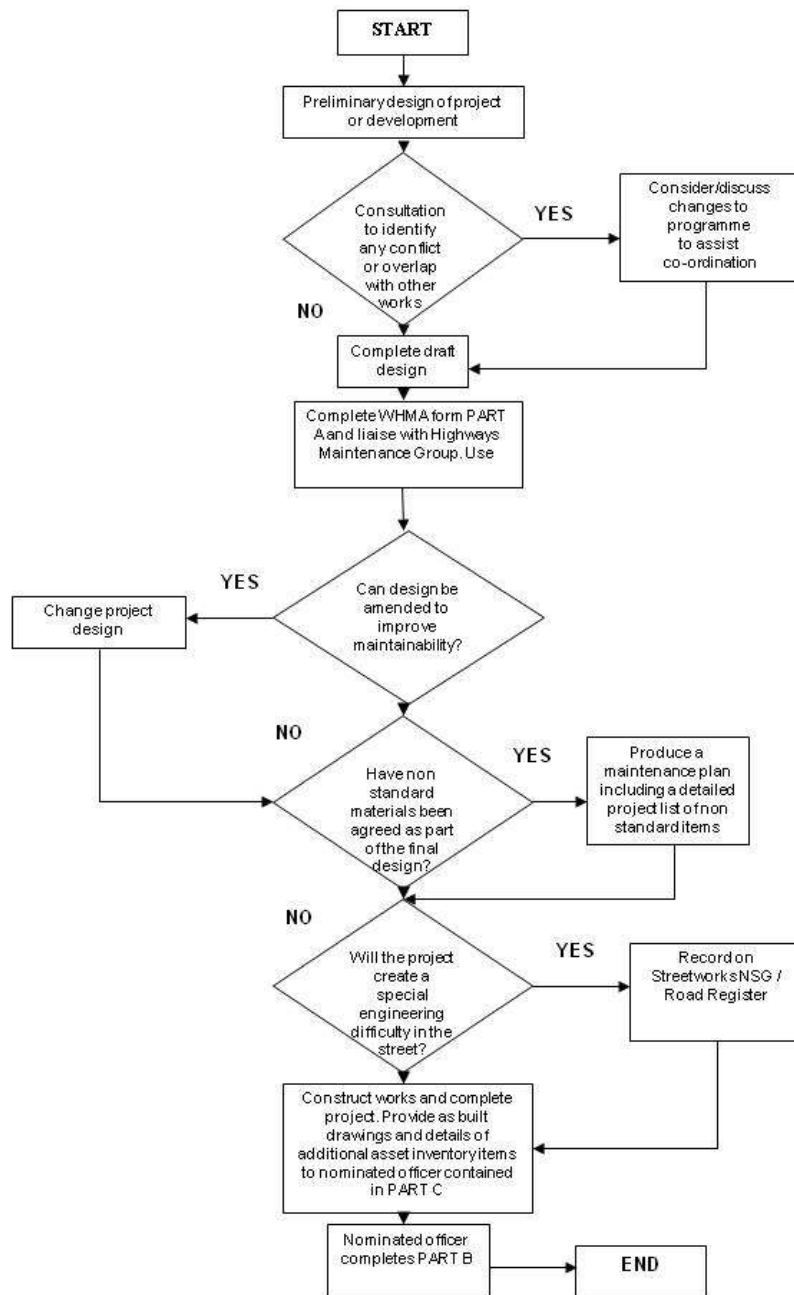 START
Preliminary design of project
or development
Consultation
to identify
any conflict
or overlap
with other
works
YES
Consider/discuss
changes to
programme
to assist
co-ordination
NO
Complete draft
design
Complete WHMA form PART
A and liaise with Highways
Maintenance Group. Use
Can design be
amended to
improve
maintainability?
YES
Change project
design
NO
Have non
standard
materials been
agreed as part
of the final
design?
YES
Produce a
maintenance plan
including a detailed
project list of non
standard items
NO
Will the project
create a
special
engineering
difficulty in the
street?
YES
Record on
Streetworks NSG /
Road Register
Construct works and complete
project. Provide as built
drawings and details of
additional asset inventory items
to nominated officer contained
in PART C
Nominated officer
completes PART B
END